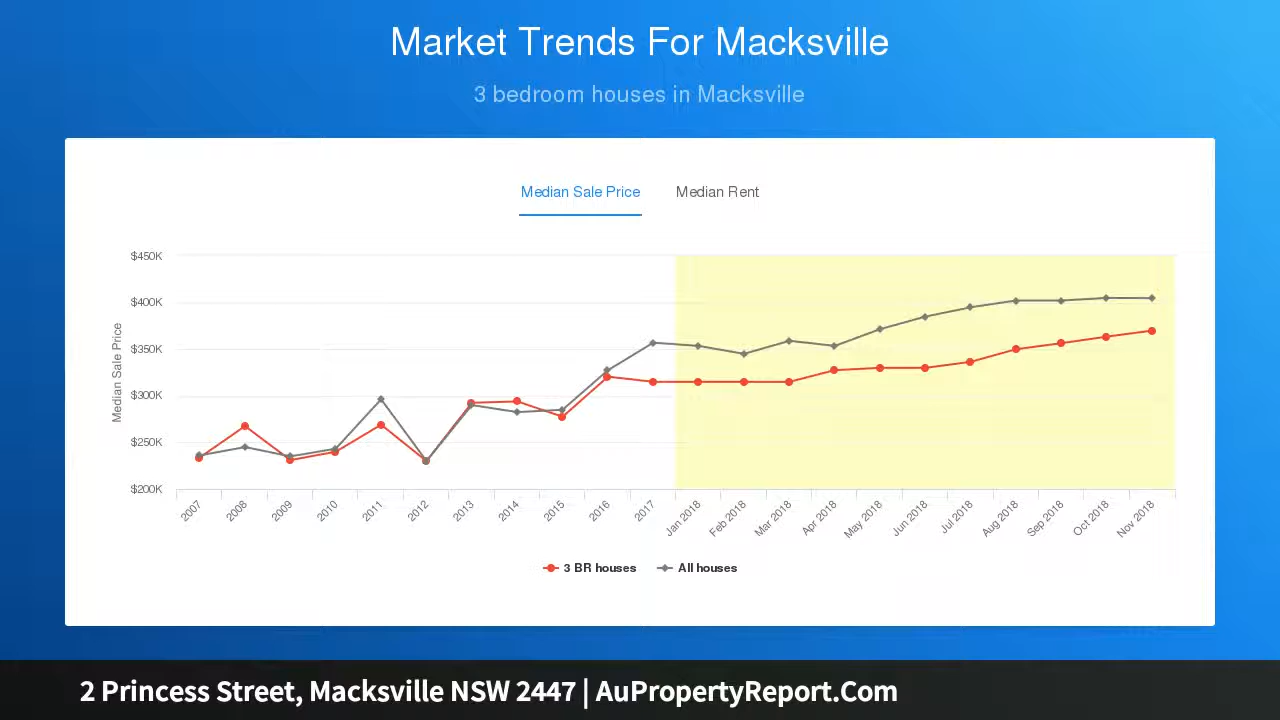 Market Trends For Macksville
3 bedroom houses in Macksville
Median Sale Price Median Rent
Median Sale Price
$450K
$400K
$350K
$300K
$250K
$200K
2007 2008 2009 2010 2011 2012 2013 2014 2015 2016 2017 Jan 2018 Feb 2018 Mar 2018 Apr 2018 May 2018 Jun 2018 Jul 2018 Aug 2018 Sep 2018 Oct 2018 Nov 2018
3 BR houses All houses
2 Princess Street, Macksville NSW 2447 | AuPropertyReport.Com